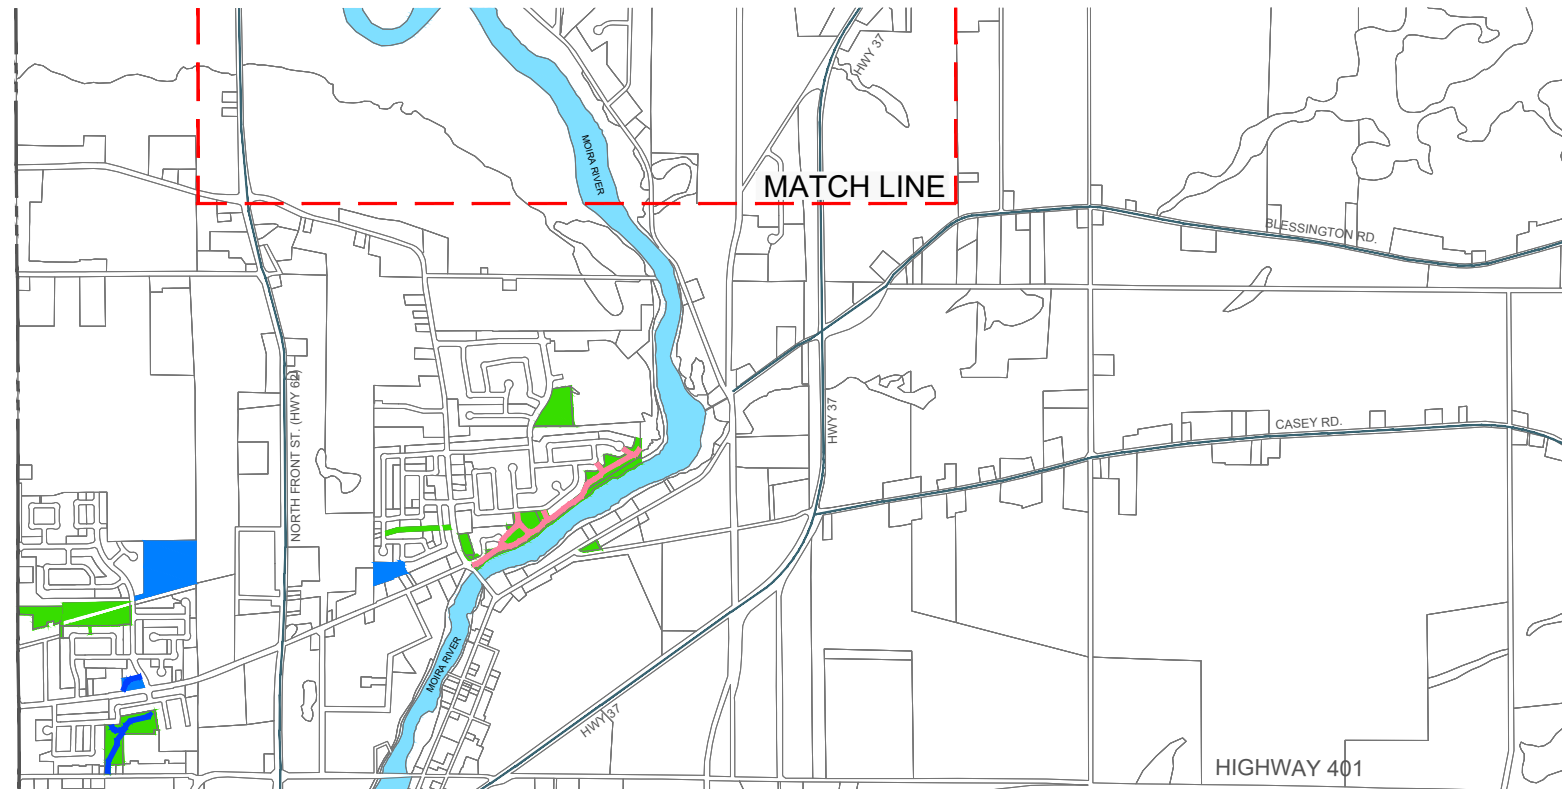 HWY 37
MOIRA RIVER
MATCH LINE
BLESSINGTON RD.
NORTH FRONT ST. (HWY 62)
HWY 37
CASEY RD.
MOIRA RIVER
HWY 37
HIGHWAY 401